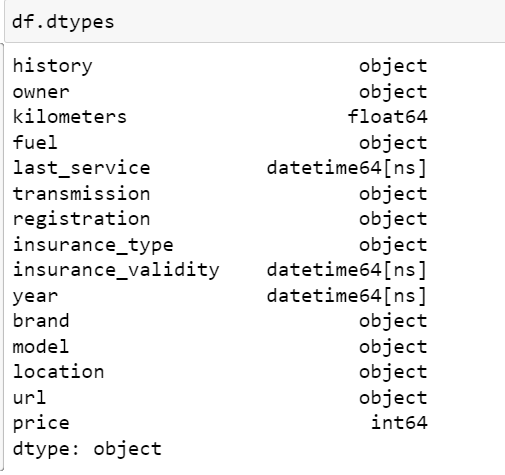 df.dtypes
history object
owner object
kilometers float64
fuel object
last_service datetime64[ns]
transmission object
registration object
insurance_type object
insurance_validity datetime64[ns]
year datetime64[ns]
brand object
model object
location object
url object
price int64
dtype: object